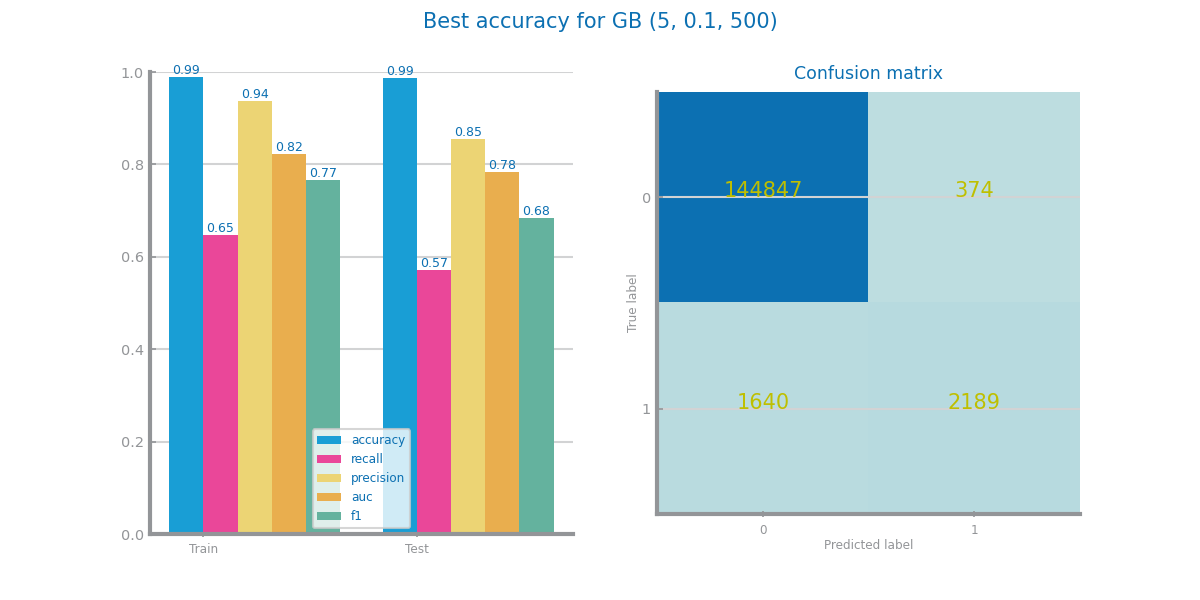 Best accuracy for GB (5, 0.1, 500)
1.0
0.8
0.6
0.4
0.2
0.0
0.99
0.65
0.94
0.82
0.77
0.99
0.57
0.85
0.78
0.68
accuracy
recall
precision
auc
f1
Train
Test
Confusion matrix
True label
0
1
144847
374
1640
2189
0
1
Predicted label